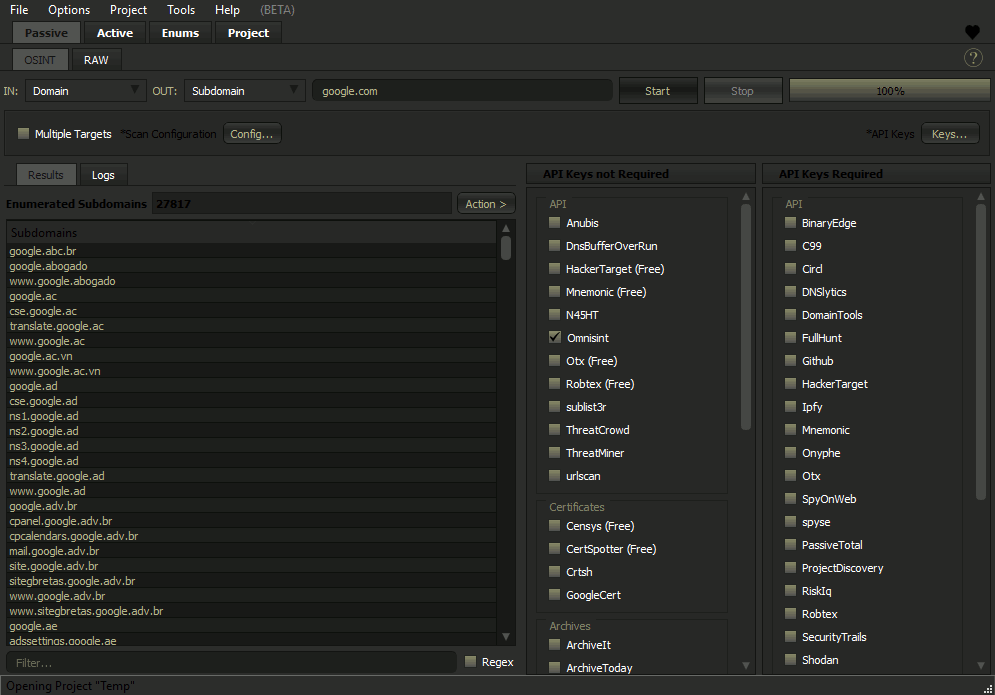 File Options Project Tools Help (BETA)
Passive Active Enums Project
OSINT RAW
?
IN: Domain OUT: Subdomain google.com Start Stop 100%
Multiple Targets *Scan Configuration Config... *API Keys Keys...
Results Logs
Enumerated Subdomains 27817 Action >
Subdomains
google.abc.br
google.abogado
www.google.abogado
google.ac
cse.google.ac
translate.google.ac
www.google.ac
google.ac.vn
www.google.ac.vn
google.ad
cse.google.ad
ns1.google.ad
ns2.google.ad
ns3.google.ad
ns4.google.ad
translate.google.ad
www.google.ad
google.adv.br
cpanel.google.adv.br
cpcalendars.google.adv.br
mail.google.adv.br
site.google.adv.br
sitegbretas.google.adv.br
www.google.adv.br
www.sitegbretas.google.adv.br
google.ae
adssettings.google.ae
Filter... Regex
API Keys not Required
API
Anubis
DnsBufferOverRun
HackerTarget (Free)
Mnemonic (Free)
N45HT
Omnisint
Otx (Free)
Robtex (Free)
sublist3r
ThreatCrowd
ThreatMiner
urlscan
Certificates
Censys (Free)
CertSpotter (Free)
Crtsh
GoogleCert
Archives
ArchiveIt
ArchiveToday
API Keys Required
API
BinaryEdge
C99
Circl
DNSlytics
DomainTools
FullHunt
Github
HackerTarget
Ipfy
Mnemonic
Onyphe
Otx
SpyOnWeb
spyse
PassiveTotal
ProjectDiscovery
RiskIq
Robtex
SecurityTrails
Shodan
Opening Project "Temp"